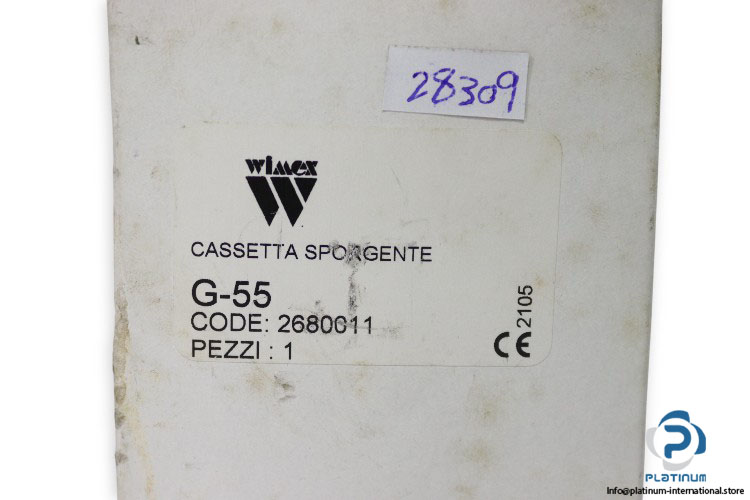 28309
wimex
W
CASSETTA SPORGENTE
G-55
CODE: 2680011
PEZZI : 1
CE 2105
PLATINUM
Info@platinum-international.store